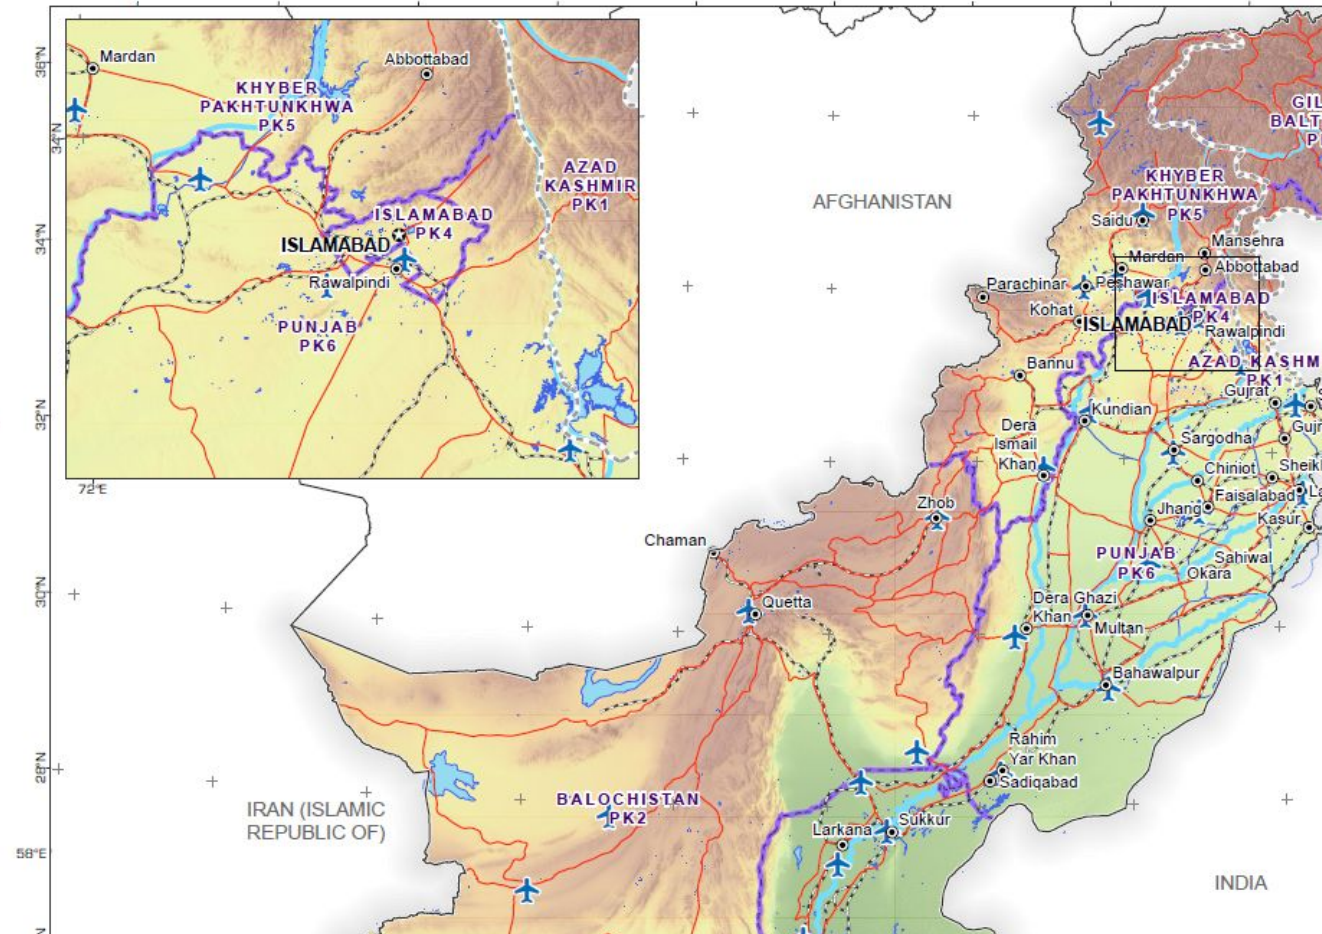 36°N
34°N
34°N
32°N
30°N
28°N
58°E
72°E
Mardan
Abbottabad
KHYBER
PAKHTUNKHWA
PK5
AZAD
KASHMIR
PK1
ISLAMABAD
PK4
ISLAMABAD
Rawalpindi
PUNJAB
PK6
AFGHANISTAN
GIL
BALT
P
KHYBER
PAKHTUNKHWA
PK5
Saidu
Mansehra
Mardan
Abbottabad
Parachinar
Peshawar
ISLAMABAD
PK4
Kohat
ISLAMABAD
Rawalpindi
Bannu
AZAD KASHM
PK1
Gujrat
Kundian
Dera
Ismail
Khan
Sargodha
Gujr
Chiniot
Sheikh
Faisalabad
La
Zhob
Jhang
Kasur
Chaman
PUNJAB
PK6
Sahiwal
Okara
Quetta
Dera Ghazi
Khan
Multan
Bahawalpur
Rahim
Yar Khan
Sadiqabad
IRAN (ISLAMIC
REPUBLIC OF)
BALOCHISTAN
PK2
Larkana
Sukkur
INDIA